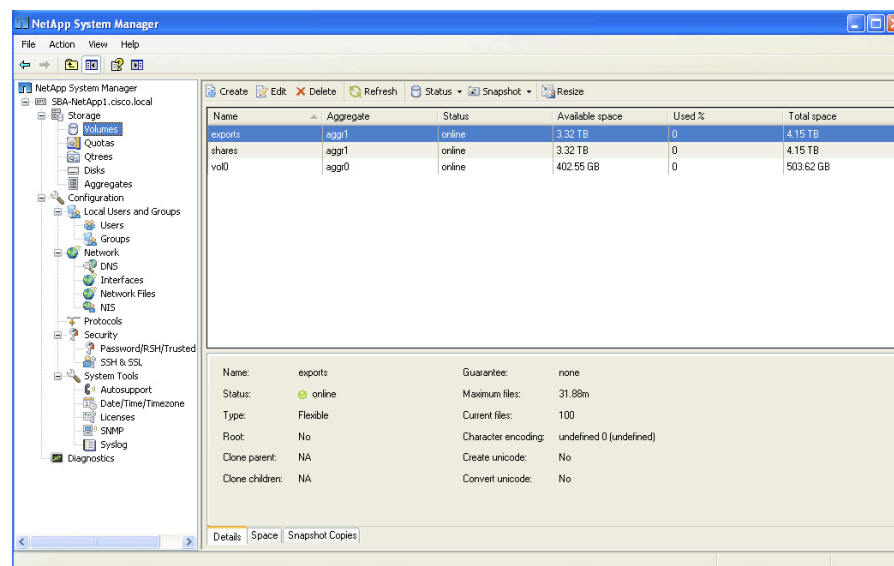 NetApp System Manager
File Action View Help
NetApp System Manager
SBA-NetApp1.cisco.local
Storage
Volumes
Quotas
Qtrees
Disks
Aggregates
Configuration
Local Users and Groups
Users
Groups
Network
DNS
Interfaces
Network Files
NIS
Protocols
Security
Password/RSH/Trusted
SSH & SSL
System Tools
Autosupport
Date/Time/Timezone
Licenses
SNMP
Syslog
Diagnostics
Create Edit Delete Refresh Status Snapshot Resize
Name Aggregate Status Available space Used % Total space
exports aggr1 online 3.32 TB 0 4.15 TB
shares aggr1 online 3.32 TB 0 4.15 TB
vol0 aggr0 online 402.55 GB 0 503.62 GB
Name: exports Guarantee: none
Status: online Maximum files: 31.88m
Type: Flexible Current files: 100
Root: No Character encoding: undefined 0 (undefined)
Clone parent: NA Create unicode: No
Clone children: NA Convert unicode: No
Details Space Snapshot Copies